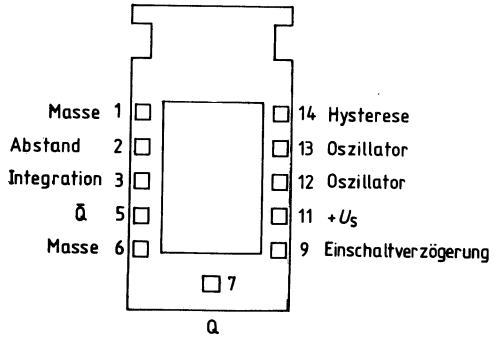 Masse 1
Abstand 2
Integration 3
Q̄ 5
Masse 6
14 Hysterese
13 Oszillator
12 Oszillator
11 +Us
9 Einschaltverzögerung
7
Q